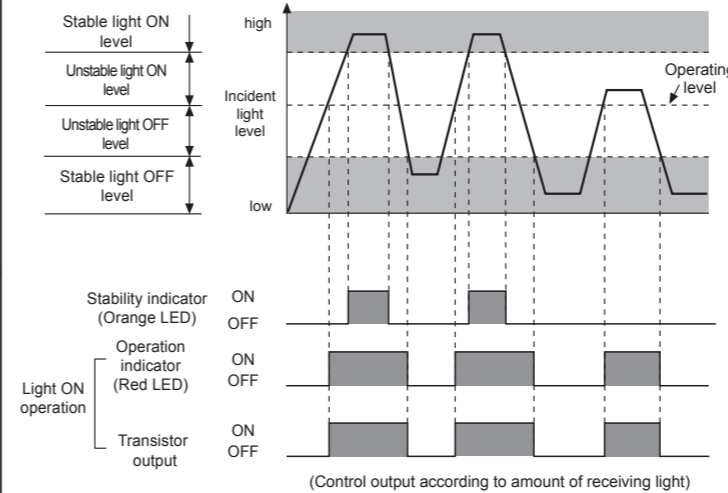 Stable light ON
level
Unstable light ON
level
Unstable light OFF
level
Stable light OFF
level
high
Incident
light
level
low
Operating
level
Stability indicator
(Orange LED)
ON
OFF
Light ON
operation
Operation
indicator
(Red LED)
ON
OFF
Transistor
output
ON
OFF
(Control output according to amount of receiving light)